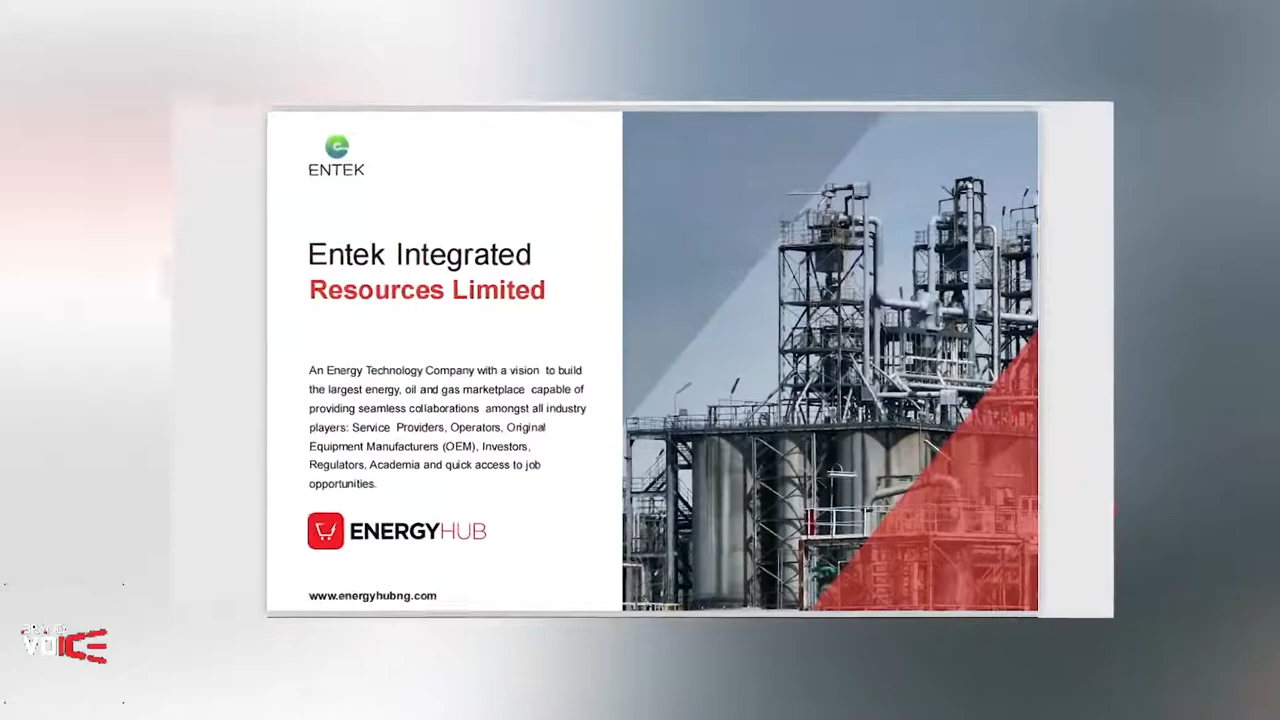 ENTEK
Entek Integrated
Resources Limited
An Energy Technology Company with a vision to build
the largest energy, oil and gas marketplace capable of
providing seamless collaborations amongst all industry
players: Service Providers, Operators, Original
Equipment Manufacturers (OEM), Investors,
Regulators, Academia and quick access to job
opportunities.
ENERGYHUB
www.energyhubng.com
BRAND
VOICE